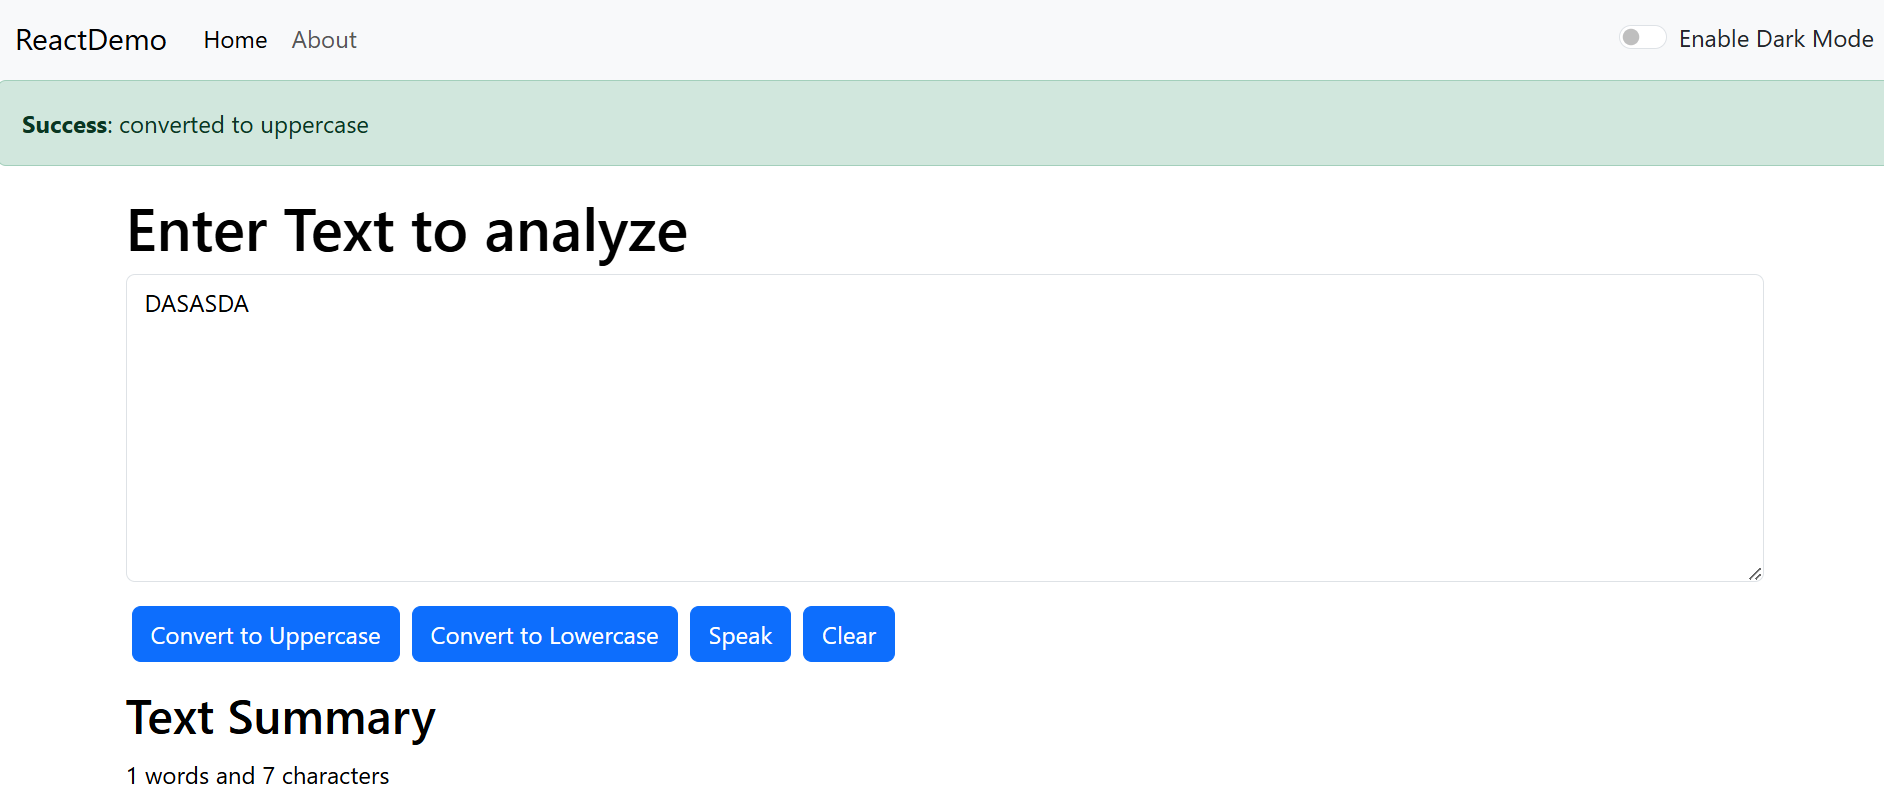 ReactDemo Home About Enable Dark Mode
Success: converted to uppercase
Enter Text to analyze
DASASDA
Convert to Uppercase Convert to Lowercase Speak Clear
Text Summary
1 words and 7 characters